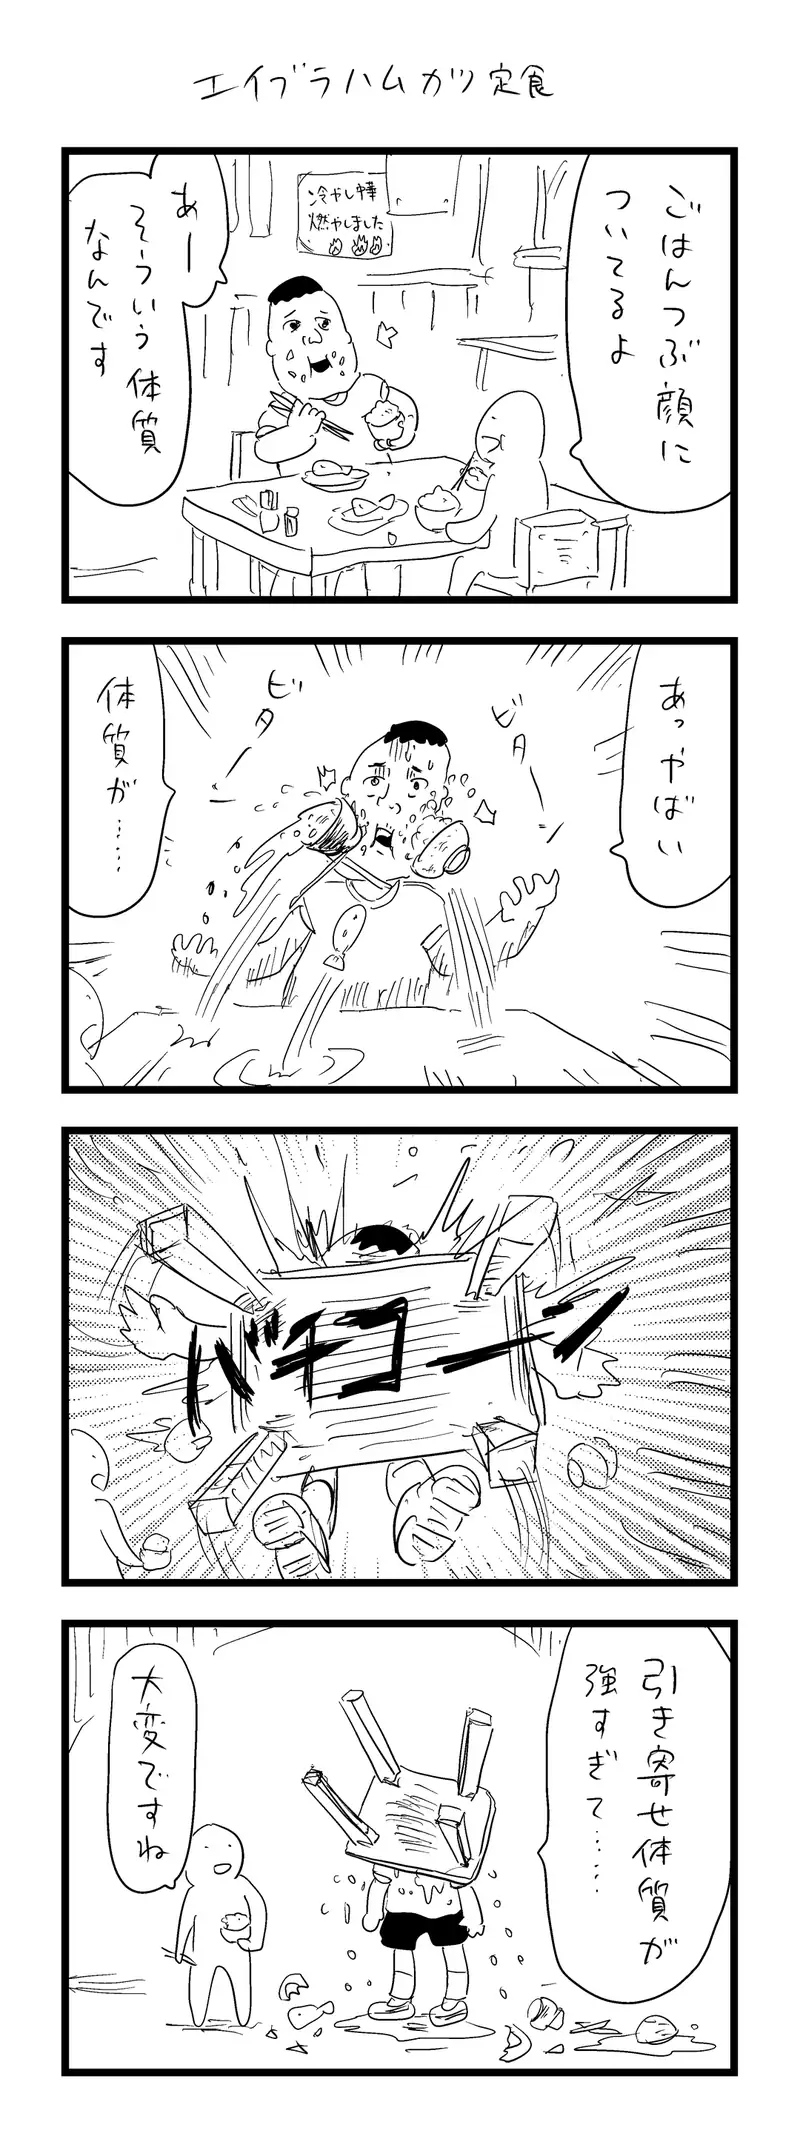 エイブラハムカツ定食
ごはんつぶ顔に
ついてるよ
冷やし中華
燃やしました
あー
そういう体質
なんです
あっやばい
ビターン
ビターン
体質が……
バチコーン
引き寄せ体質が
強すぎて……
大変ですね